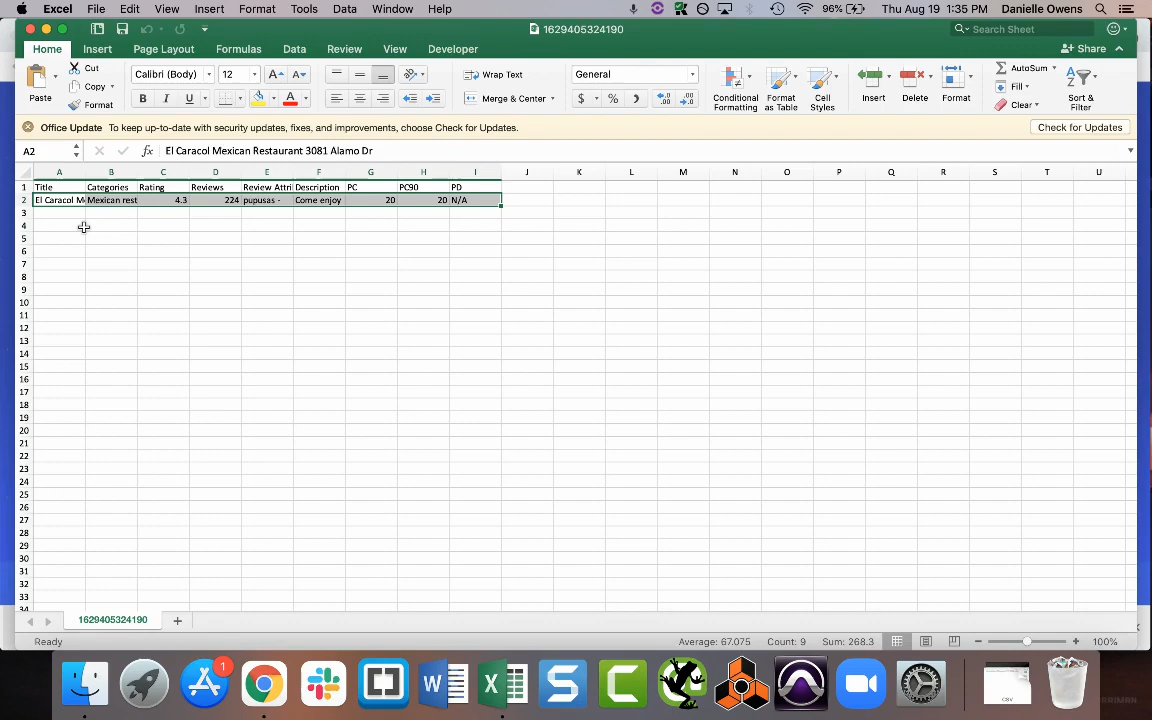 Excel File Edit View Insert Format Tools Data Window Help 96% Thu Aug 19 1:35 PM Danielle Owens
1629405324190 Search Sheet
Home Insert Page Layout Formulas Data Review View Developer Share
Paste Cut Copy Format
Calibri (Body) 12 A A
B I U A
Wrap Text
Merge & Center
General
$ % )
Conditional Formatting
Format as Table
Cell Styles
Insert Delete Format
AutoSum
Fill
Clear
Sort & Filter
Office Update To keep up-to-date with security updates, fixes, and improvements, choose Check for Updates. Check for Updates
A2 fx El Caracol Mexican Restaurant 3081 Alamo Dr
A B C D E F G H I J K L M N O P Q R S T U
1 Title Categories Rating Reviews Review Attri Description PC PC90 PD
2 El Caracol Me Mexican rest 4.3 224 pupusas - Come enjoy 20 20 N/A
3
4
5
6
7
8
9
10
11
12
13
14
15
16
17
18
19
20
21
22
23
24
25
26
27
28
29
30
31
32
33
34
1629405324190 +
Ready Average: 67.075 Count: 9 Sum: 268.3 100%
1
W X S C
CSV